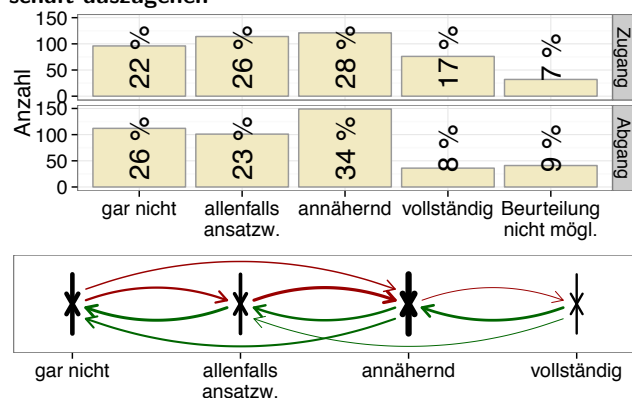 schaft auszugehen
150
100
50
0
22 %
26 %
28 %
17 %
7 %
Zugang
Anzahl
150
100
50
0
26 %
23 %
34 %
8 %
9 %
Abgang
gar nicht
allenfalls
ansatzw.
annähernd
vollständig
Beurteilung
nicht mögl.
gar nicht
allenfalls
ansatzw.
annähernd
vollständig